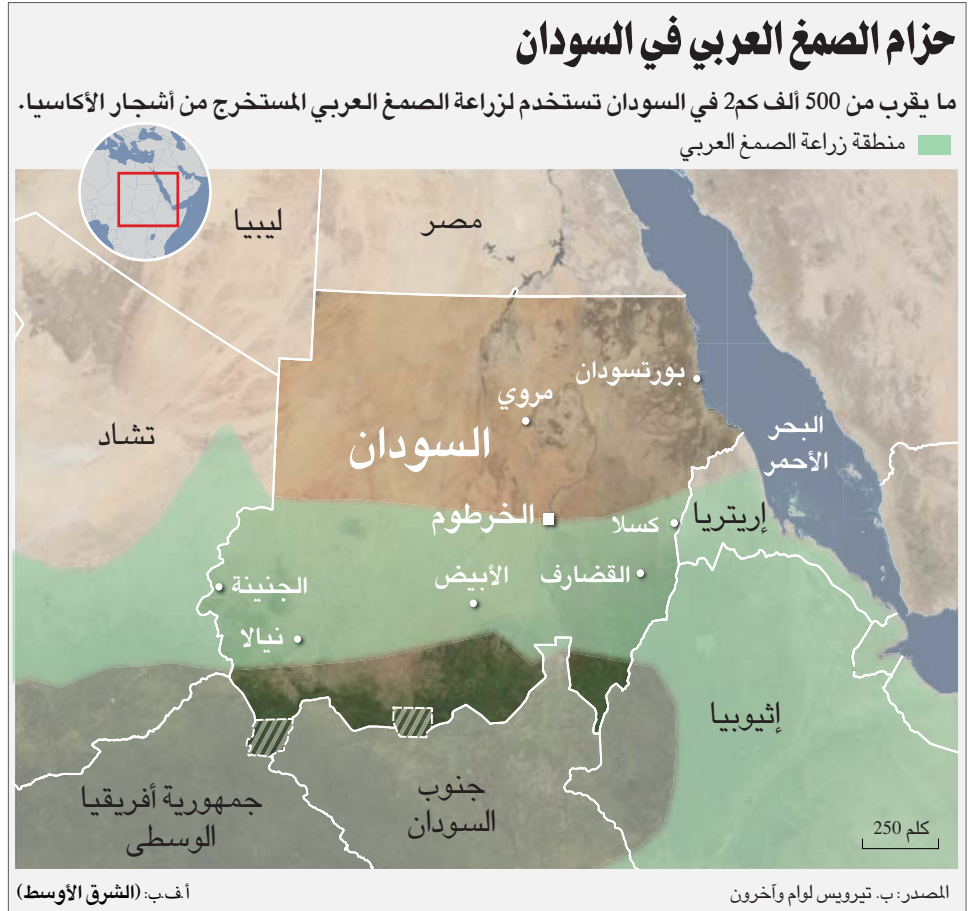 حزام الصمغ العربي في السودان
ما يقرب من 500 ألف كم2 في السودان تستخدم لزراعة الصمغ العربي المستخرج من أشجار الأكاسيا.
منطقة زراعة الصمغ العربي
ليبيا
مصر
بورتسودان
مروي
البحر
الأحمر
تشاد
السودان
الخرطوم
كسلا
إريتريا
القضارف
الأبيض
الجنينة
نيالا
إثيوبيا
جنوب
السودان
جمهورية أفريقيا
الوسطى
250 كلم
المصدر: ب. تيرويس لوام وآخرون
أ.ف.ب: (الشرق الأوسط)